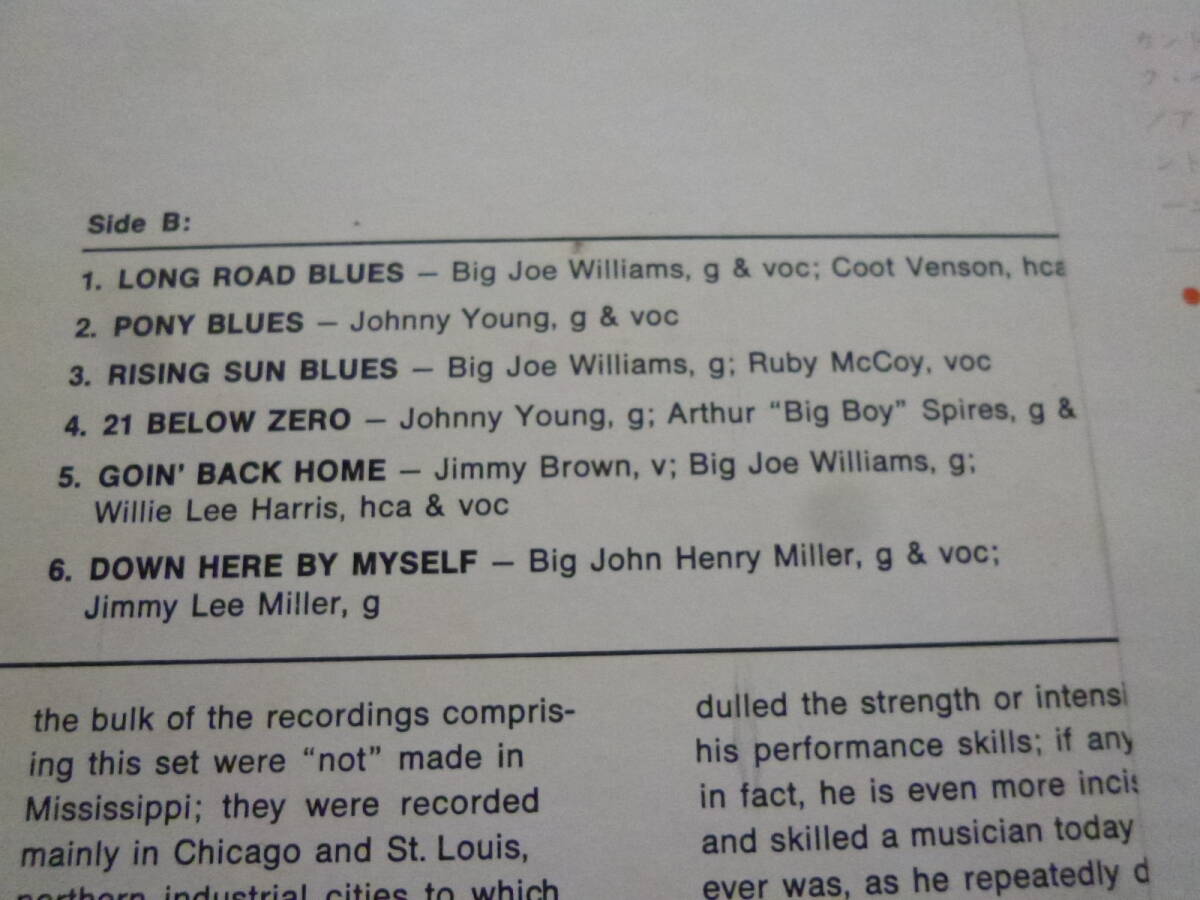 Side B:
1. LONG ROAD BLUES — Big Joe Williams, g & voc; Coot Venson, hca
2. PONY BLUES — Johnny Young, g & voc
3. RISING SUN BLUES — Big Joe Williams, g; Ruby McCoy, voc
4. 21 BELOW ZERO — Johnny Young, g; Arthur “Big Boy” Spires, g &
5. GOIN' BACK HOME — Jimmy Brown, v; Big Joe Williams, g;
Willie Lee Harris, hca & voc
6. DOWN HERE BY MYSELF — Big John Henry Miller, g & voc;
Jimmy Lee Miller, g
the bulk of the recordings compris-
ing this set were “not” made in
Mississippi; they were recorded
mainly in Chicago and St. Louis,
northern industrial cities to which
dulled the strength or intensi
his performance skills; if any
in fact, he is even more incis
and skilled a musician today
ever was, as he repeatedly d